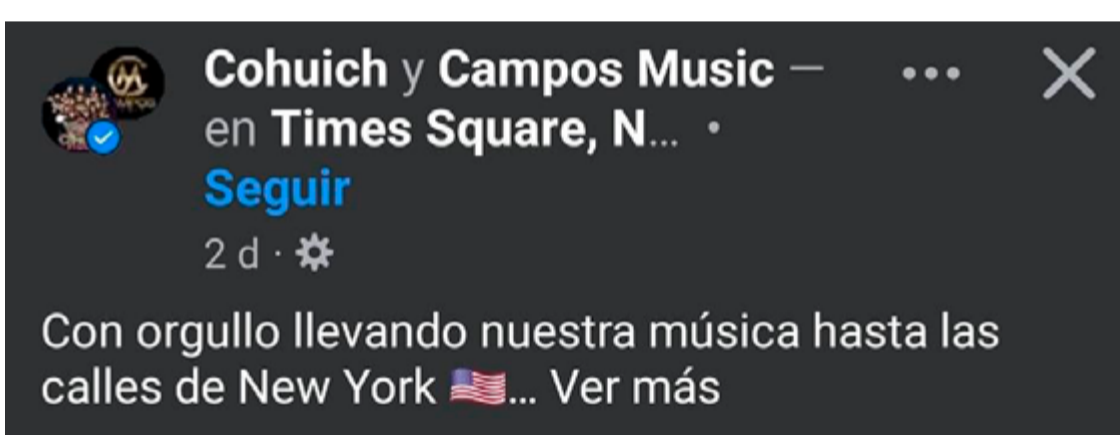 Cohuich y Campos Music —
en Times Square, N... •
Seguir
2 d ·
Con orgullo llevando nuestra música hasta las
calles de New York 🇺🇸... Ver más